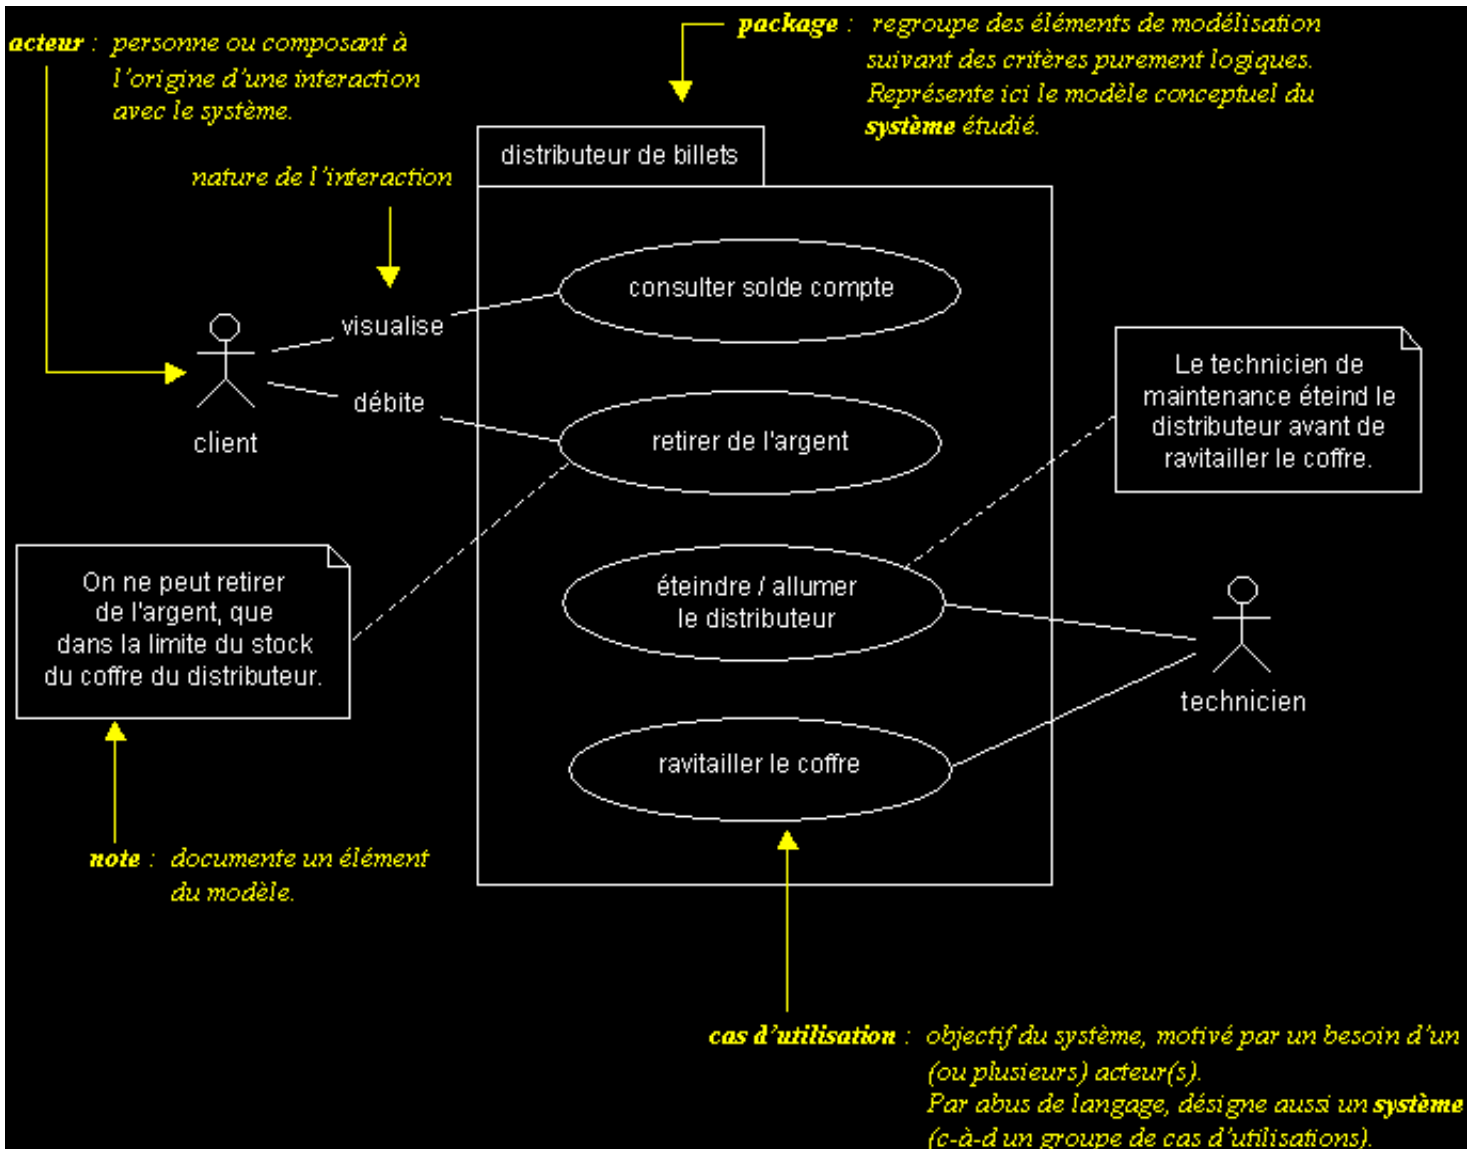 acteur : personne ou composant à
l'origine d'une interaction
avec le système.
package : regroupe des éléments de modélisation
suivant des critères purement logiques.
Représente ici le modèle conceptuel du
système étudié.
nature de l'interaction
distributeur de billets
consulter solde compte
visualise
débite
client
retirer de l'argent
Le technicien de
maintenance éteind le
distributeur avant de
ravitailler le coffre.
On ne peut retirer
de l'argent, que
dans la limite du stock
du coffre du distributeur.
éteindre / allumer
le distributeur
technicien
ravitailler le coffre
note : documente un élément
du modèle.
cas d'utilisation : objectif du système, motivé par un besoin d'un
(ou plusieurs) acteur(s).
Par abus de langage, désigne aussi un système
(c-à-d un groupe de cas d'utilisations).